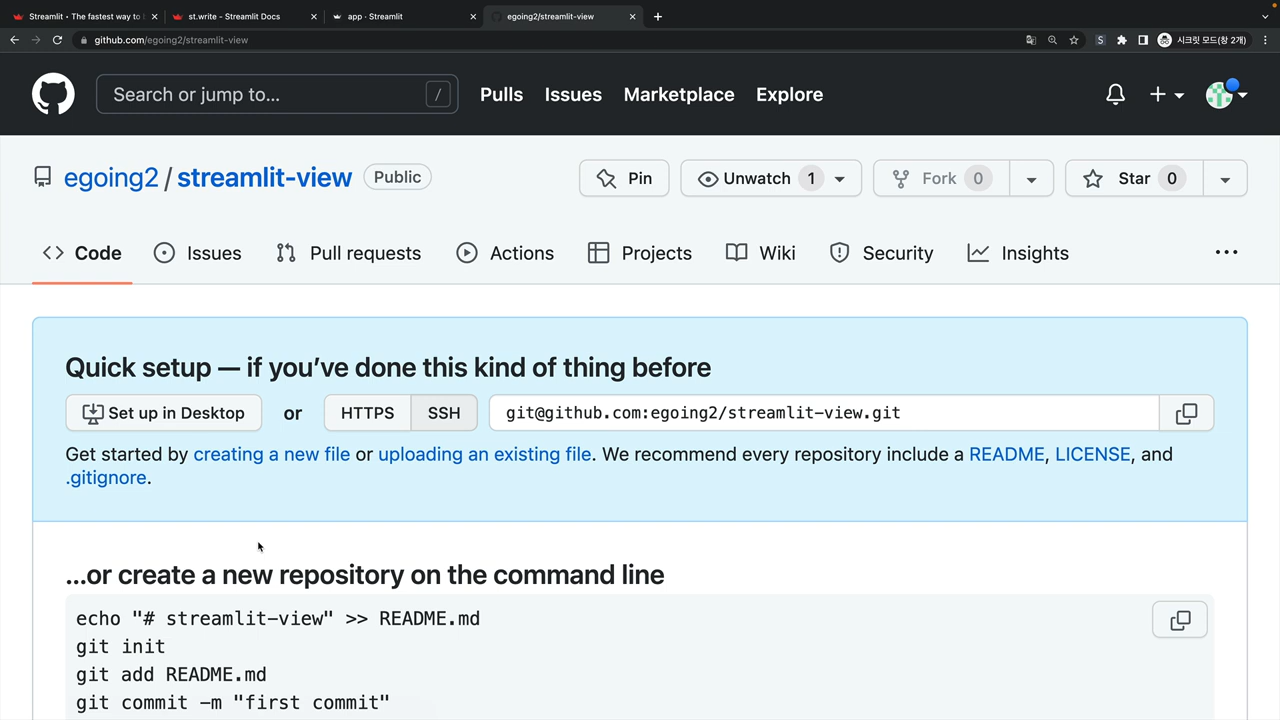 Streamlit • The fastest way to
st.write - Streamlit Docs
app · Streamlit
egoing2/streamlit-view
github.com/egoing2/streamlit-view
S
시크릿 모드(창 2개)
Search or jump to...
/
Pulls
Issues
Marketplace
Explore
egoing2 / streamlit-view
Public
Pin
Unwatch 1
Fork 0
Star 0
Code
Issues
Pull requests
Actions
Projects
Wiki
Security
Insights
Quick setup — if you’ve done this kind of thing before
Set up in Desktop
or
HTTPS
SSH
git@github.com:egoing2/streamlit-view.git
Get started by creating a new file or uploading an existing file. We recommend every repository include a README, LICENSE, and
.gitignore.
…or create a new repository on the command line
echo "# streamlit-view" >> README.md
git init
git add README.md
git commit -m "first commit"